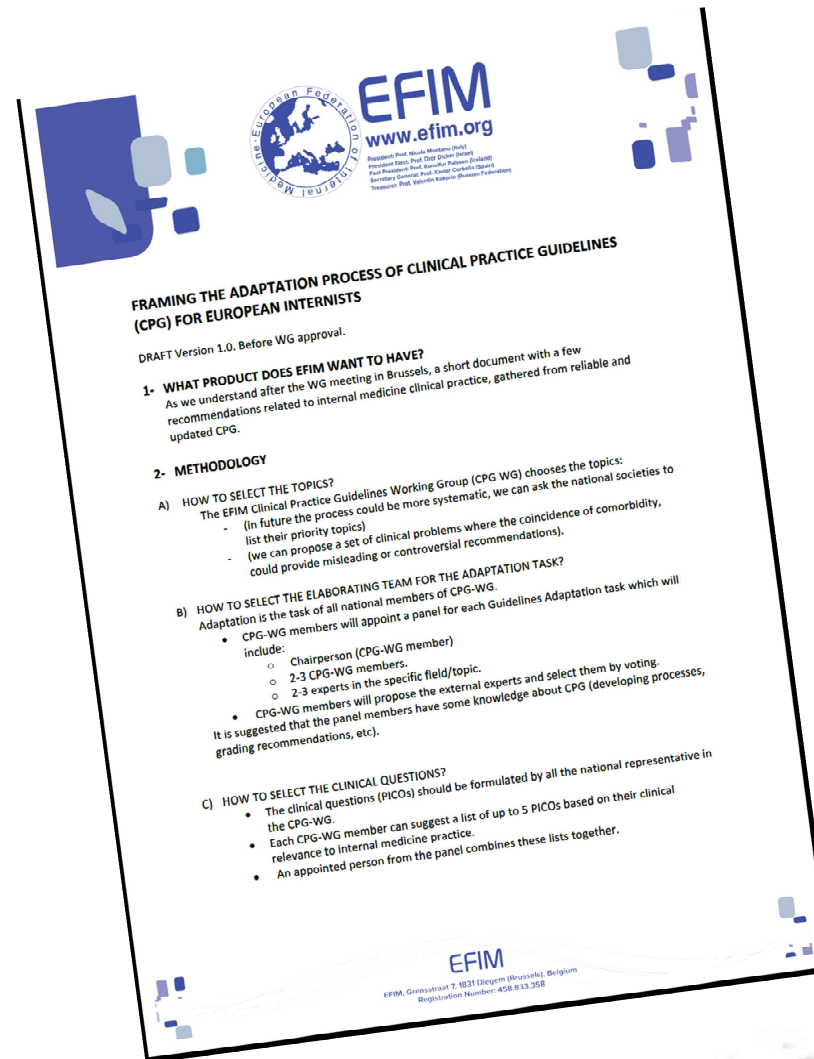 European Federation of Internal Medicine
EFIM
www.efim.org
President: Prof. Nicola Montano (Italy)
President Elect: Prof. Dror Dicker (Israel)
Past President: Prof. Runolfur Palsson (Iceland)
Secretary General: Prof. Xavier Corbella (Spain)
Treasurer: Prof. Valentin Kokorin (Russian Federation)
FRAMING THE ADAPTATION PROCESS OF CLINICAL PRACTICE GUIDELINES
(CPG) FOR EUROPEAN INTERNISTS
DRAFT Version 1.0. Before WG approval.
1- WHAT PRODUCT DOES EFIM WANT TO HAVE?
As we understand after the WG meeting in Brussels, a short document with a few
recommendations related to internal medicine clinical practice, gathered from reliable and
updated CPG.
2- METHODOLOGY
A) HOW TO SELECT THE TOPICS?
The EFIM Clinical Practice Guidelines Working Group (CPG WG) chooses the topics:
- (in future the process could be more systematic, we can ask the national societies to
list their priority topics)
- (we can propose a set of clinical problems where the coincidence of comorbidity,
could provide misleading or controversial recommendations).
B) HOW TO SELECT THE ELABORATING TEAM FOR THE ADAPTATION TASK?
Adaptation is the task of all national members of CPG-WG.
• CPG-WG members will appoint a panel for each Guidelines Adaptation task which will
include:
○ Chairperson (CPG-WG member)
○ 2-3 CPG-WG members.
○ 2-3 experts in the specific field/topic.
• CPG-WG members will propose the external experts and select them by voting.
It is suggested that the panel members have some knowledge about CPG (developing processes,
grading recommendations, etc).
C) HOW TO SELECT THE CLINICAL QUESTIONS?
• The clinical questions (PICOs) should be formulated by all the national representative in
the CPG-WG.
• Each CPG-WG member can suggest a list of up to 5 PICOs based on their clinical
relevance to internal medicine practice.
• An appointed person from the panel combines these lists together.
EFIM
EFIM, Grensstraat 7, 1831 Diegem (Brussels), Belgium
Registration Number: 458.833.358